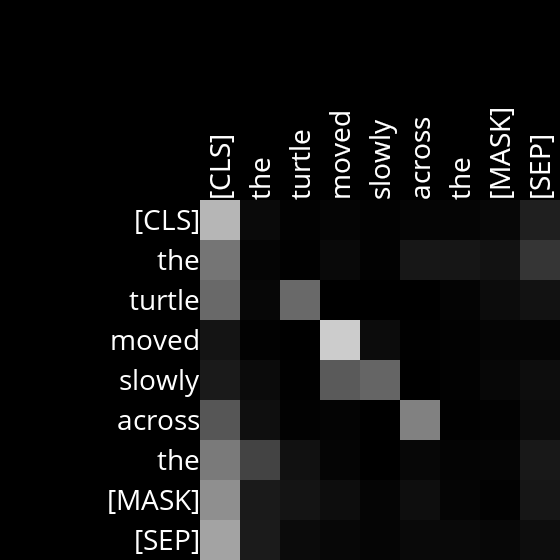 [CLS] the turtle moved slowly across the [MASK] [SEP]
[CLS]
the
turtle
moved
slowly
across
the
[MASK]
[SEP]